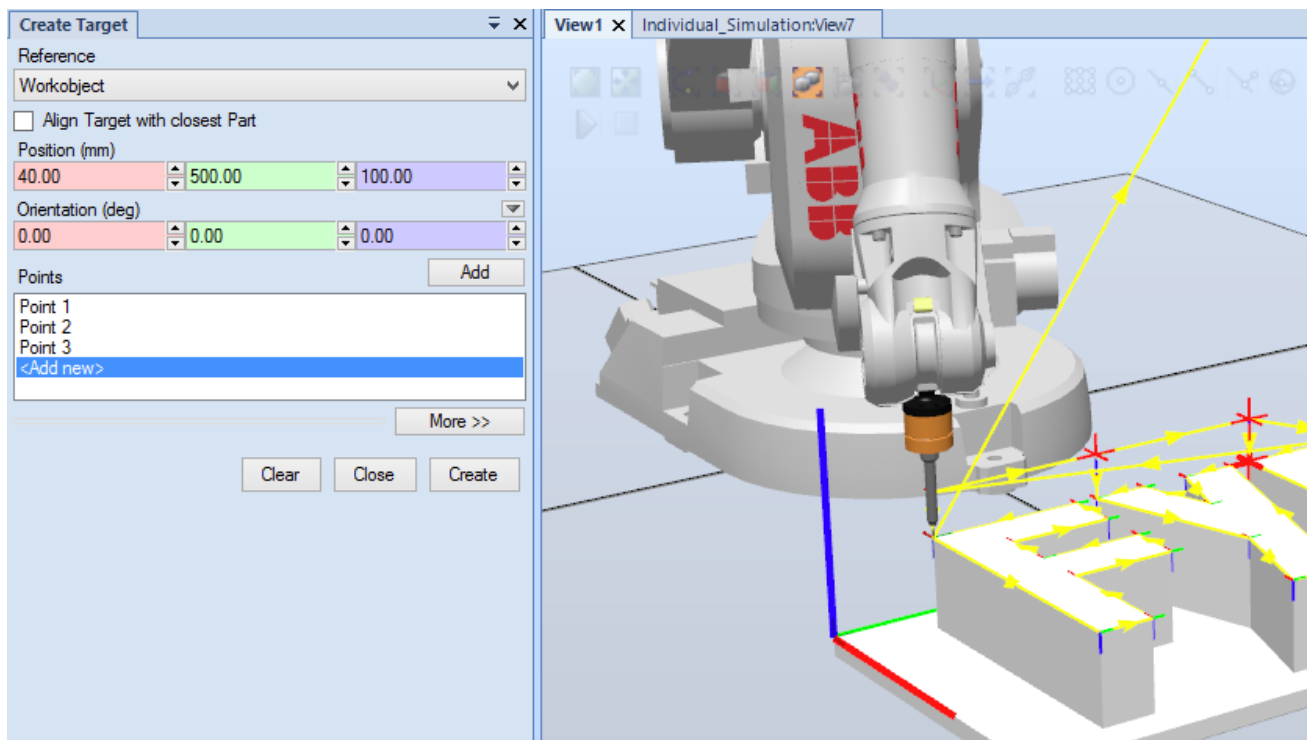 Create Target
Reference
Workobject
Align Target with closest Part
Position (mm)
40.00 500.00 100.00
Orientation (deg)
0.00 0.00 0.00
Points Add
Point 1
Point 2
Point 3
<Add new>
More >>
Clear Close Create
View1 Individual_Simulation:View7
ABB